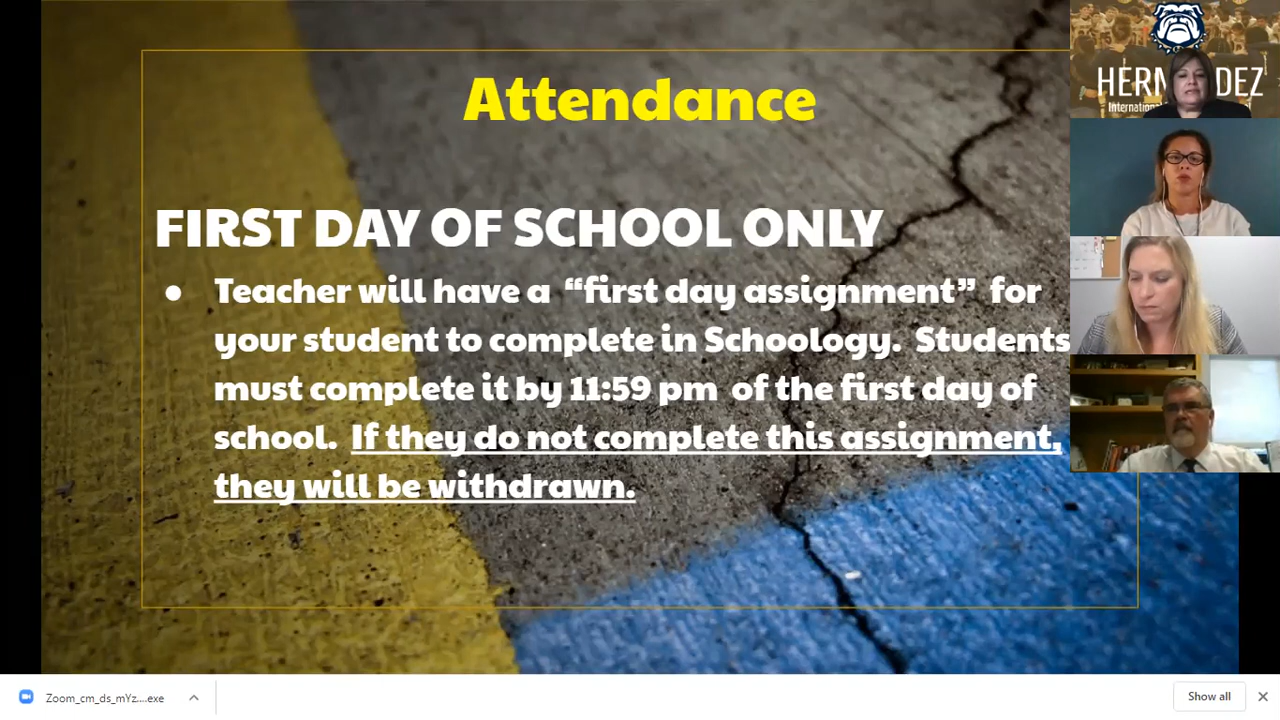 Attendance
FIRST DAY OF SCHOOL ONLY
● Teacher will have a “first day assignment” for
your student to complete in Schoology. Students
must complete it by 11:59 pm of the first day of
school. If they do not complete this assignment,
they will be withdrawn.
Zoom_cm_ds_mYz....exe
Show all